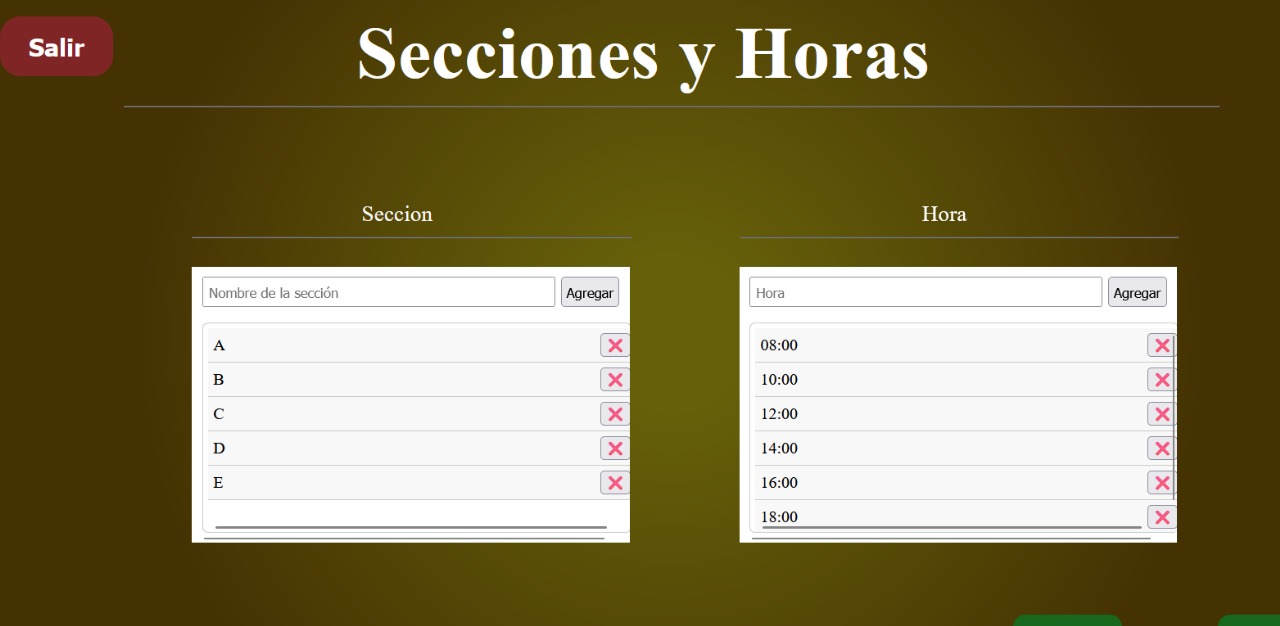 Salir
Secciones y Horas
Seccion
Nombre de la sección Agregar
A
B
C
D
E
Hora
Hora Agregar
08:00
10:00
12:00
14:00
16:00
18:00